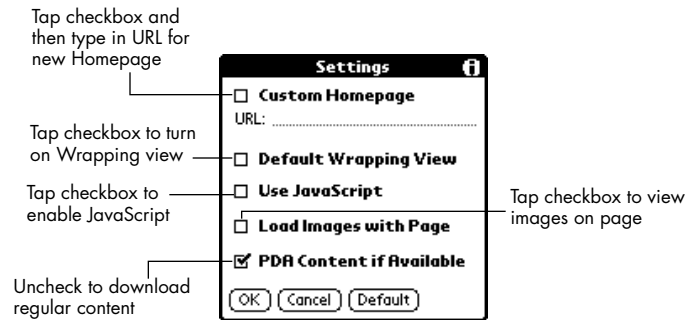 Tap checkbox and
then type in URL for
new Homepage
Settings
Custom Homepage
URL:
Tap checkbox to turn
on Wrapping view
Default Wrapping View
Tap checkbox to
enable JavaScript
Use JavaScript
Tap checkbox to view
images on page
Load Images with Page
PDA Content if Available
Uncheck to download
regular content
OK Cancel Default